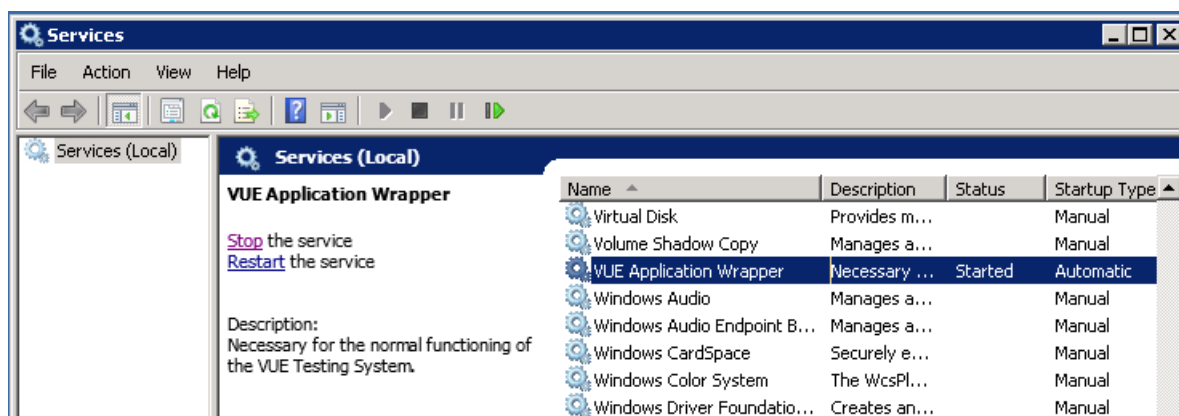 Services
File Action View Help
Services (Local)
Services (Local)
VUE Application Wrapper
Stop the service
Restart the service
Description:
Necessary for the normal functioning of
the VUE Testing System.
Name Description Status Startup Type
Virtual Disk Provides m... Manual
Volume Shadow Copy Manages a... Manual
VUE Application Wrapper Necessary ... Started Automatic
Windows Audio Manages a... Manual
Windows Audio Endpoint B... Manages a... Manual
Windows CardSpace Securely e... Manual
Windows Color System The WcsPl... Manual
Windows Driver Foundatio... Creates an... Manual